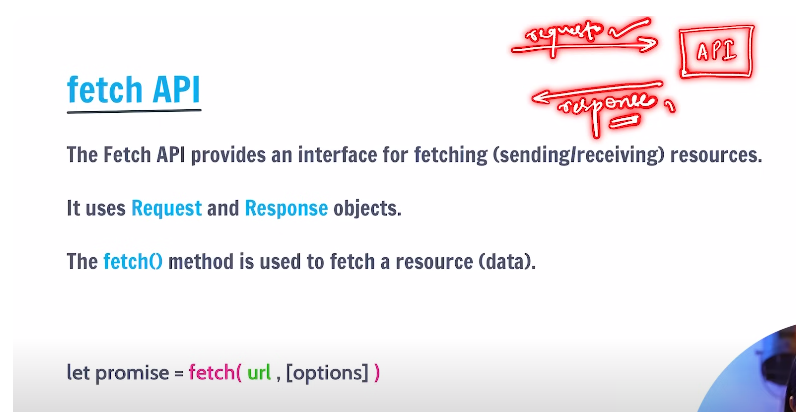 request
API
response
fetch API
The Fetch API provides an interface for fetching (sending/receiving) resources.
It uses Request and Response objects.
The fetch() method is used to fetch a resource (data).
let promise = fetch( url , [options] )